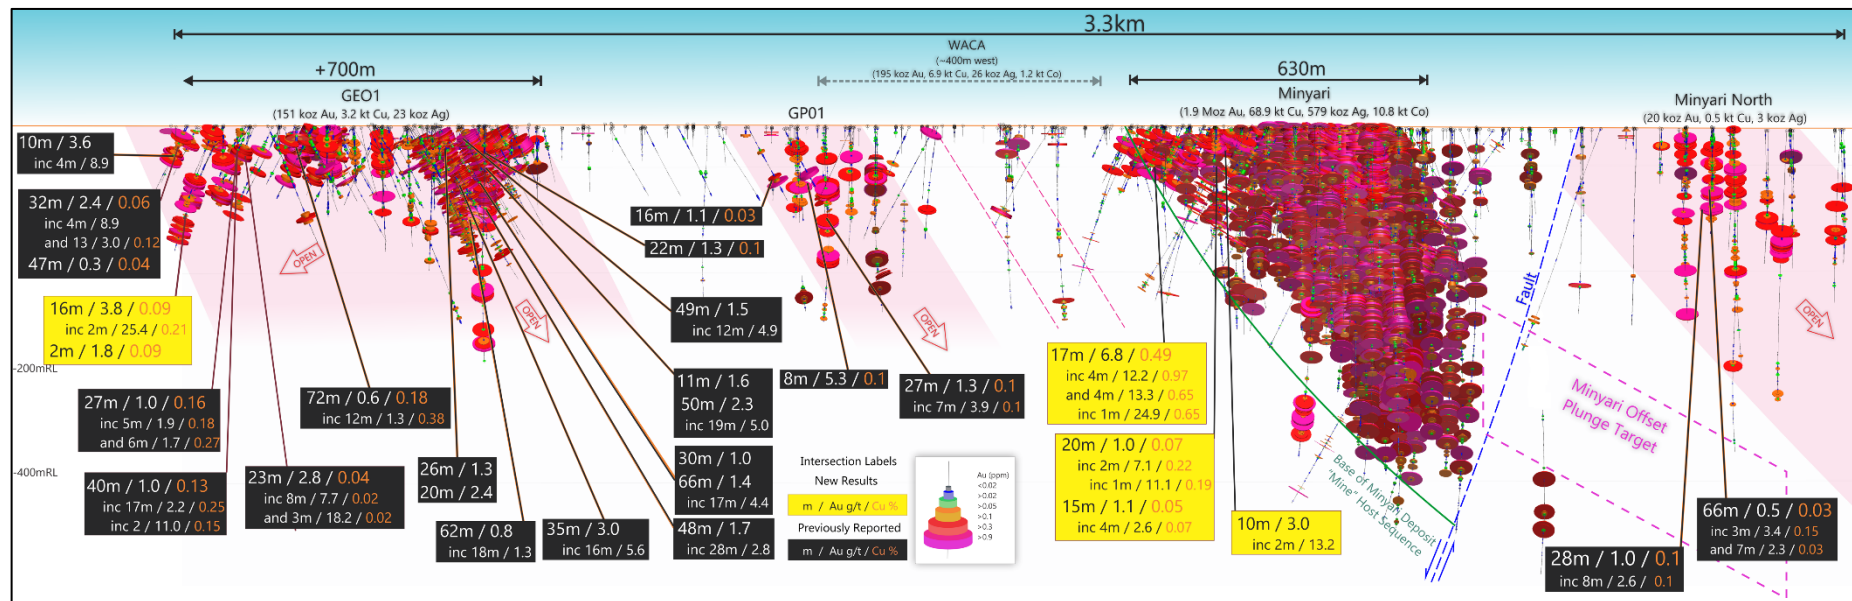 3.3km
WACA
(~400m west)
(195 koz Au, 6.9 kt Cu, 26 koz Ag, 1.2 kt Co)
+700m
GEO1
(151 koz Au, 3.2 kt Cu, 23 koz Ag)
GP01
630m
Minyari
(1.9 Moz Au, 68.9 kt Cu, 579 koz Ag, 10.8 kt Co)
Minyari North
(20 koz Au, 0.5 kt Cu, 3 koz Ag)
10m / 3.6
inc 4m / 8.9
32m / 2.4 / 0.06
inc 4m / 8.9
and 13 / 3.0 / 0.12
47m / 0.3 / 0.04
16m / 3.8 / 0.09
inc 2m / 25.4 / 0.21
2m / 1.8 / 0.09
-200mRL
27m / 1.0 / 0.16
inc 5m / 1.9 / 0.18
and 6m / 1.7 / 0.27
40m / 1.0 / 0.13
inc 17m / 2.2 / 0.25
inc 2 / 11.0 / 0.15
23m / 2.8 / 0.04
inc 8m / 7.7 / 0.02
and 3m / 18.2 / 0.02
72m / 0.6 / 0.18
inc 12m / 1.3 / 0.38
26m / 1.3
20m / 2.4
62m / 0.8
inc 18m / 1.3
35m / 3.0
inc 16m / 5.6
16m / 1.1 / 0.03
22m / 1.3 / 0.1
49m / 1.5
inc 12m / 4.9
11m / 1.6
50m / 2.3
inc 19m / 5.0
30m / 1.0
66m / 1.4
inc 17m / 4.4
48m / 1.7
inc 28m / 2.8
8m / 5.3 / 0.1
27m / 1.3 / 0.1
inc 7m / 3.9 / 0.1
OPEN
OPEN
OPEN
OPEN
-400mRL
Intersection Labels
New Results
m / Au g/t / Cu %
Previously Reported
m / Au g/t / Cu %
Au (ppm)
<0.02
>0.02
>0.05
>0.1
>0.3
>0.9
17m / 6.8 / 0.49
inc 4m / 12.2 / 0.97
and 4m / 13.3 / 0.65
inc 1m / 24.9 / 0.65
20m / 1.0 / 0.07
inc 2m / 7.1 / 0.22
inc 1m / 11.1 / 0.19
15m / 1.1 / 0.05
inc 4m / 2.6 / 0.07
10m / 3.0
inc 2m / 13.2
Base of Minyari Deposit
"Mine" Host Sequence
Fault
Minyari Offset
Plunge Target
66m / 0.5 / 0.03
inc 3m / 3.4 / 0.15
and 7m / 2.3 / 0.03
28m / 1.0 / 0.1
inc 8m / 2.6 / 0.1